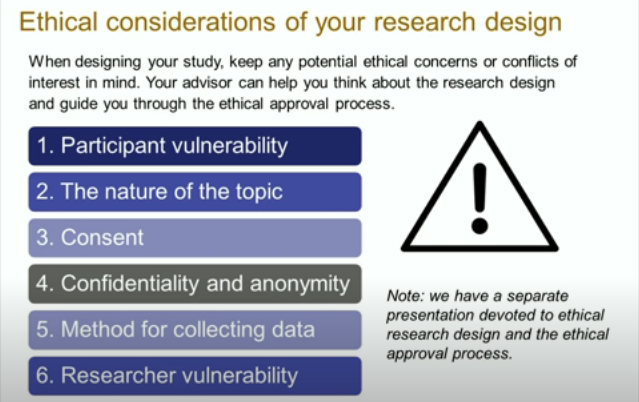 Ethical considerations of your research design
When designing your study, keep any potential ethical concerns or conflicts of
interest in mind. Your advisor can help you think about the research design
and guide you through the ethical approval process.
1. Participant vulnerability
2. The nature of the topic
3. Consent
4. Confidentiality and anonymity
5. Method for collecting data
6. Researcher vulnerability
Note: we have a separate
presentation devoted to ethical
research design and the ethical
approval process.